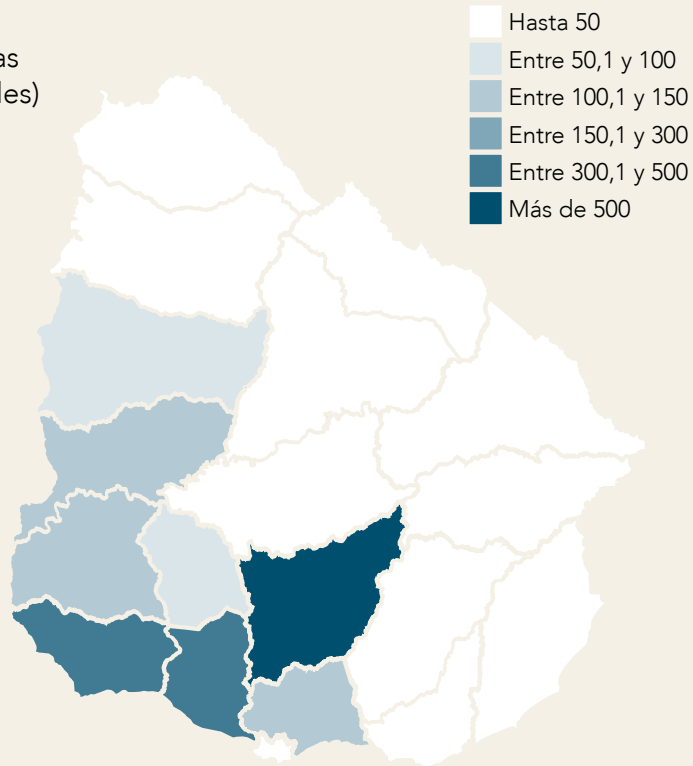 Hasta 50
Entre 50,1 y 100
Entre 100,1 y 150
Entre 150,1 y 300
Entre 300,1 y 500
Más de 500